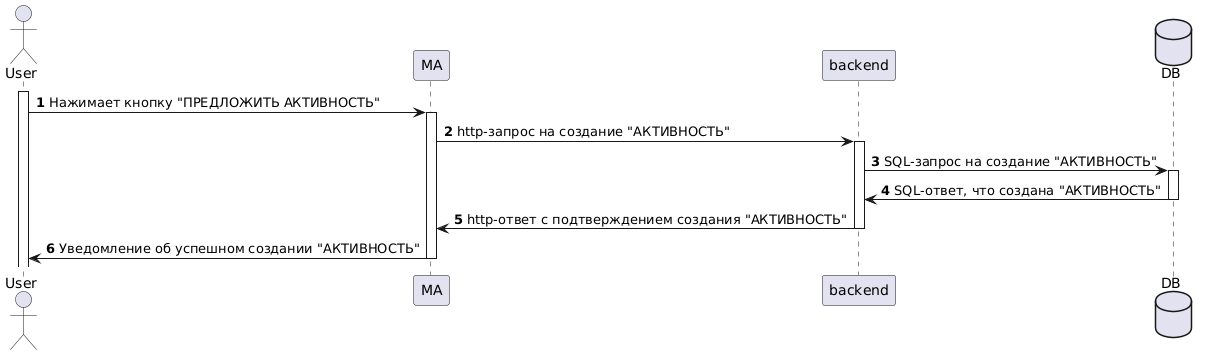 User
MA
backend
DB
1 Нажимает кнопку "ПРЕДЛОЖИТЬ АКТИВНОСТЬ"
2 http-запрос на создание "АКТИВНОСТЬ"
3 SQL-запрос на создание "АКТИВНОСТЬ"
4 SQL-ответ, что создана "АКТИВНОСТЬ"
5 http-ответ с подтверждением создания "АКТИВНОСТЬ"
6 Уведомление об успешном создании "АКТИВНОСТЬ"
User
MA
backend
DB